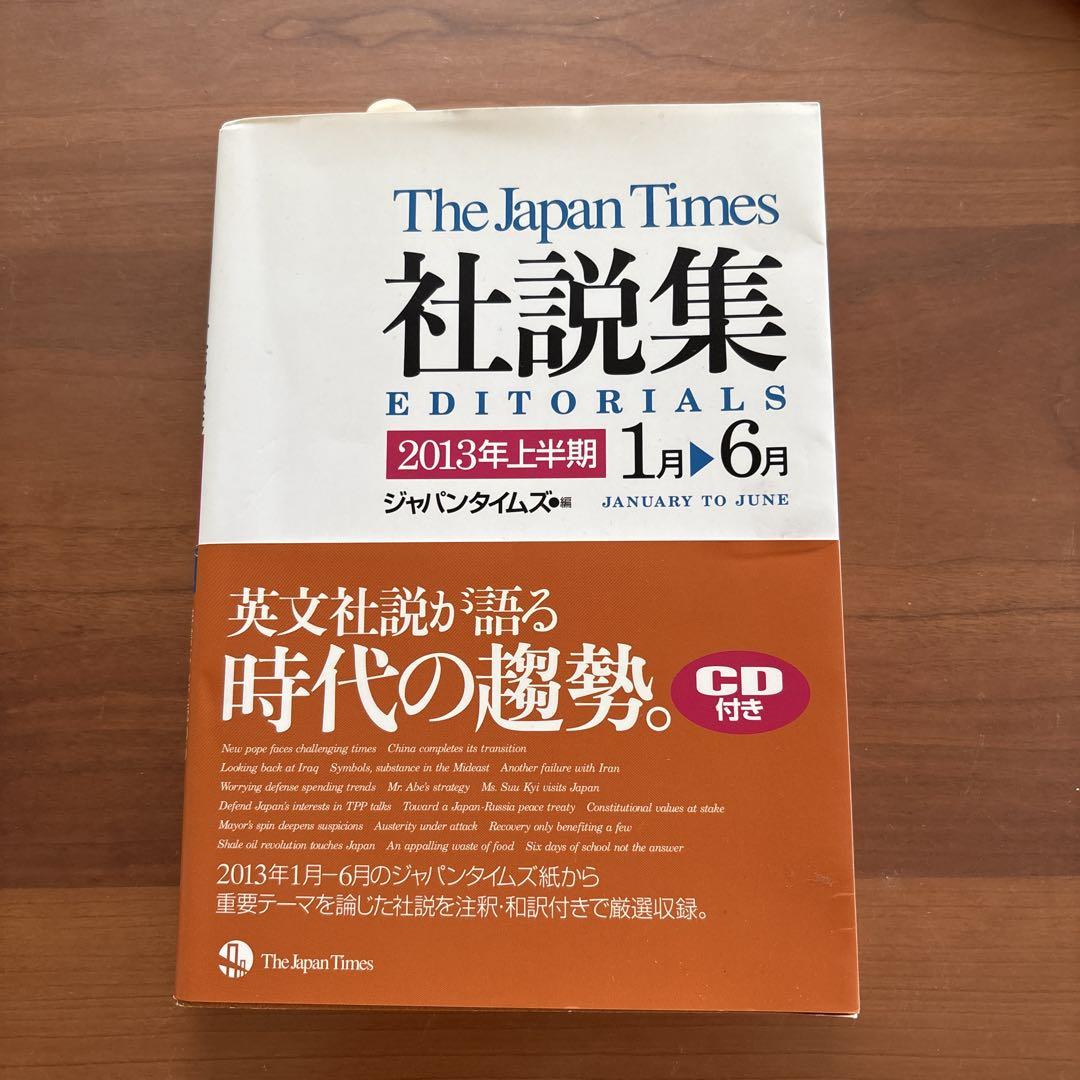 The Japan Times
社説集
EDITORIALS
2013年上半期 1月▶6月
ジャパンタイムズ●編 JANUARY TO JUNE
英文社説が語る
時代の趨勢。
CD
付き
New pope faces challenging times China completes its transition
Looking back at Iraq Symbols, substance in the Mideast Another failure with Iran
Worrying defense spending trends Mr. Abe's strategy Ms. Suu Kyi visits Japan
Defend Japan's interests in TPP talks Toward a Japan-Russia peace treaty Constitutional values at stake
Mayor's spin deepens suspicions Austerity under attack Recovery only benefiting a few
Shale oil revolution touches Japan An appalling waste of food Six days of school not the answer
2013年1月−6月のジャパンタイムズ紙から
重要テーマを論じた社説を注釈・和訳付きで厳選収録。
The Japan Times